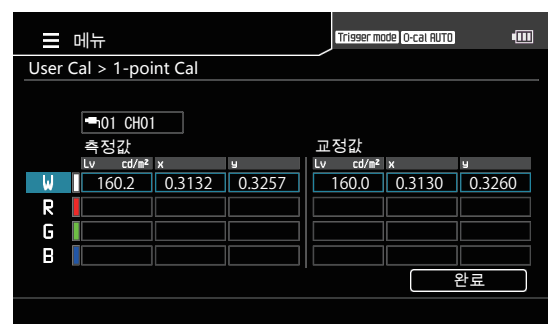 메뉴 Trigger mode 0-cal AUTO
User Cal > 1-point Cal
01 CH01
측정값 교정값
Lv cd/m² x y Lv cd/m² x y
W 160.2 0.3132 0.3257 160.0 0.3130 0.3260
R
G
B
완료